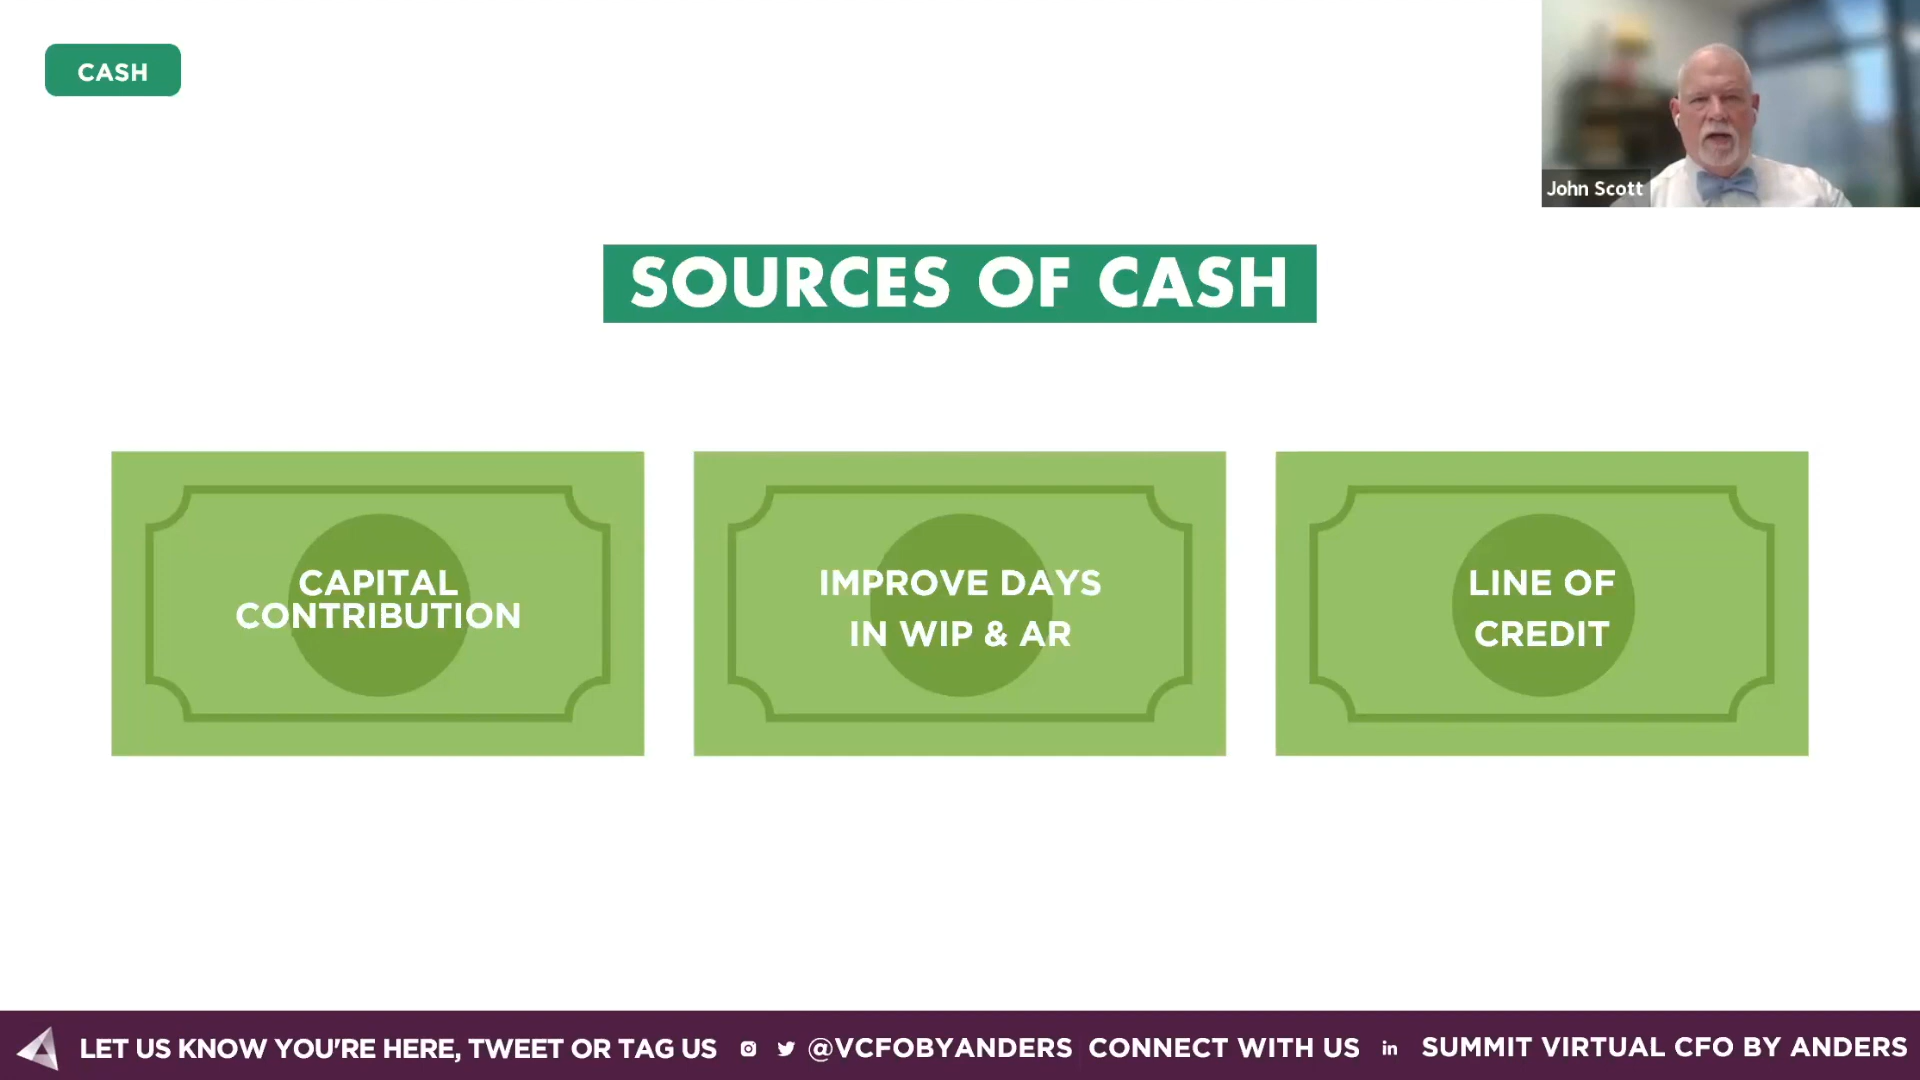 CASH
John Scott
SOURCES OF CASH
CAPITAL
CONTRIBUTION
IMPROVE DAYS
IN WIP & AR
LINE OF
CREDIT
LET US KNOW YOU'RE HERE, TWEET OR TAG US @VCFOBYANDERS CONNECT WITH US in SUMMIT VIRTUAL CFO BY ANDERS